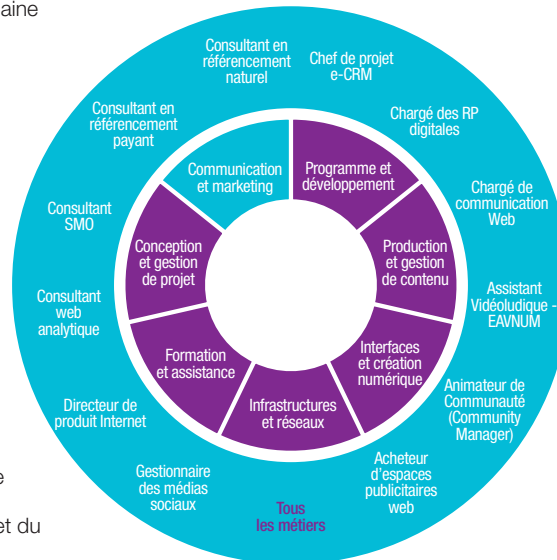 aine
Consultant en
référencement
naturel
Chef de projet
e-CRM
Chargé des RP
digitales
Chargé de
communication
Web
Assistant
Vidéoludique -
EAVNUM
Animateur de
Communauté
(Community
Manager)
Acheteur
d'espaces
publicitaires
web
Tous
les métiers
Gestionnaire
des médias
sociaux
Directeur de
produit Internet
Consultant
web
analytique
Consultant
SMO
Consultant en
référencement
payant
Communication
et marketing
Programme et
développement
Production
et gestion
de contenu
Interfaces
et création
numérique
Infrastructures
et réseaux
Formation
et assistance
Conception
et gestion
de projet
e
et du